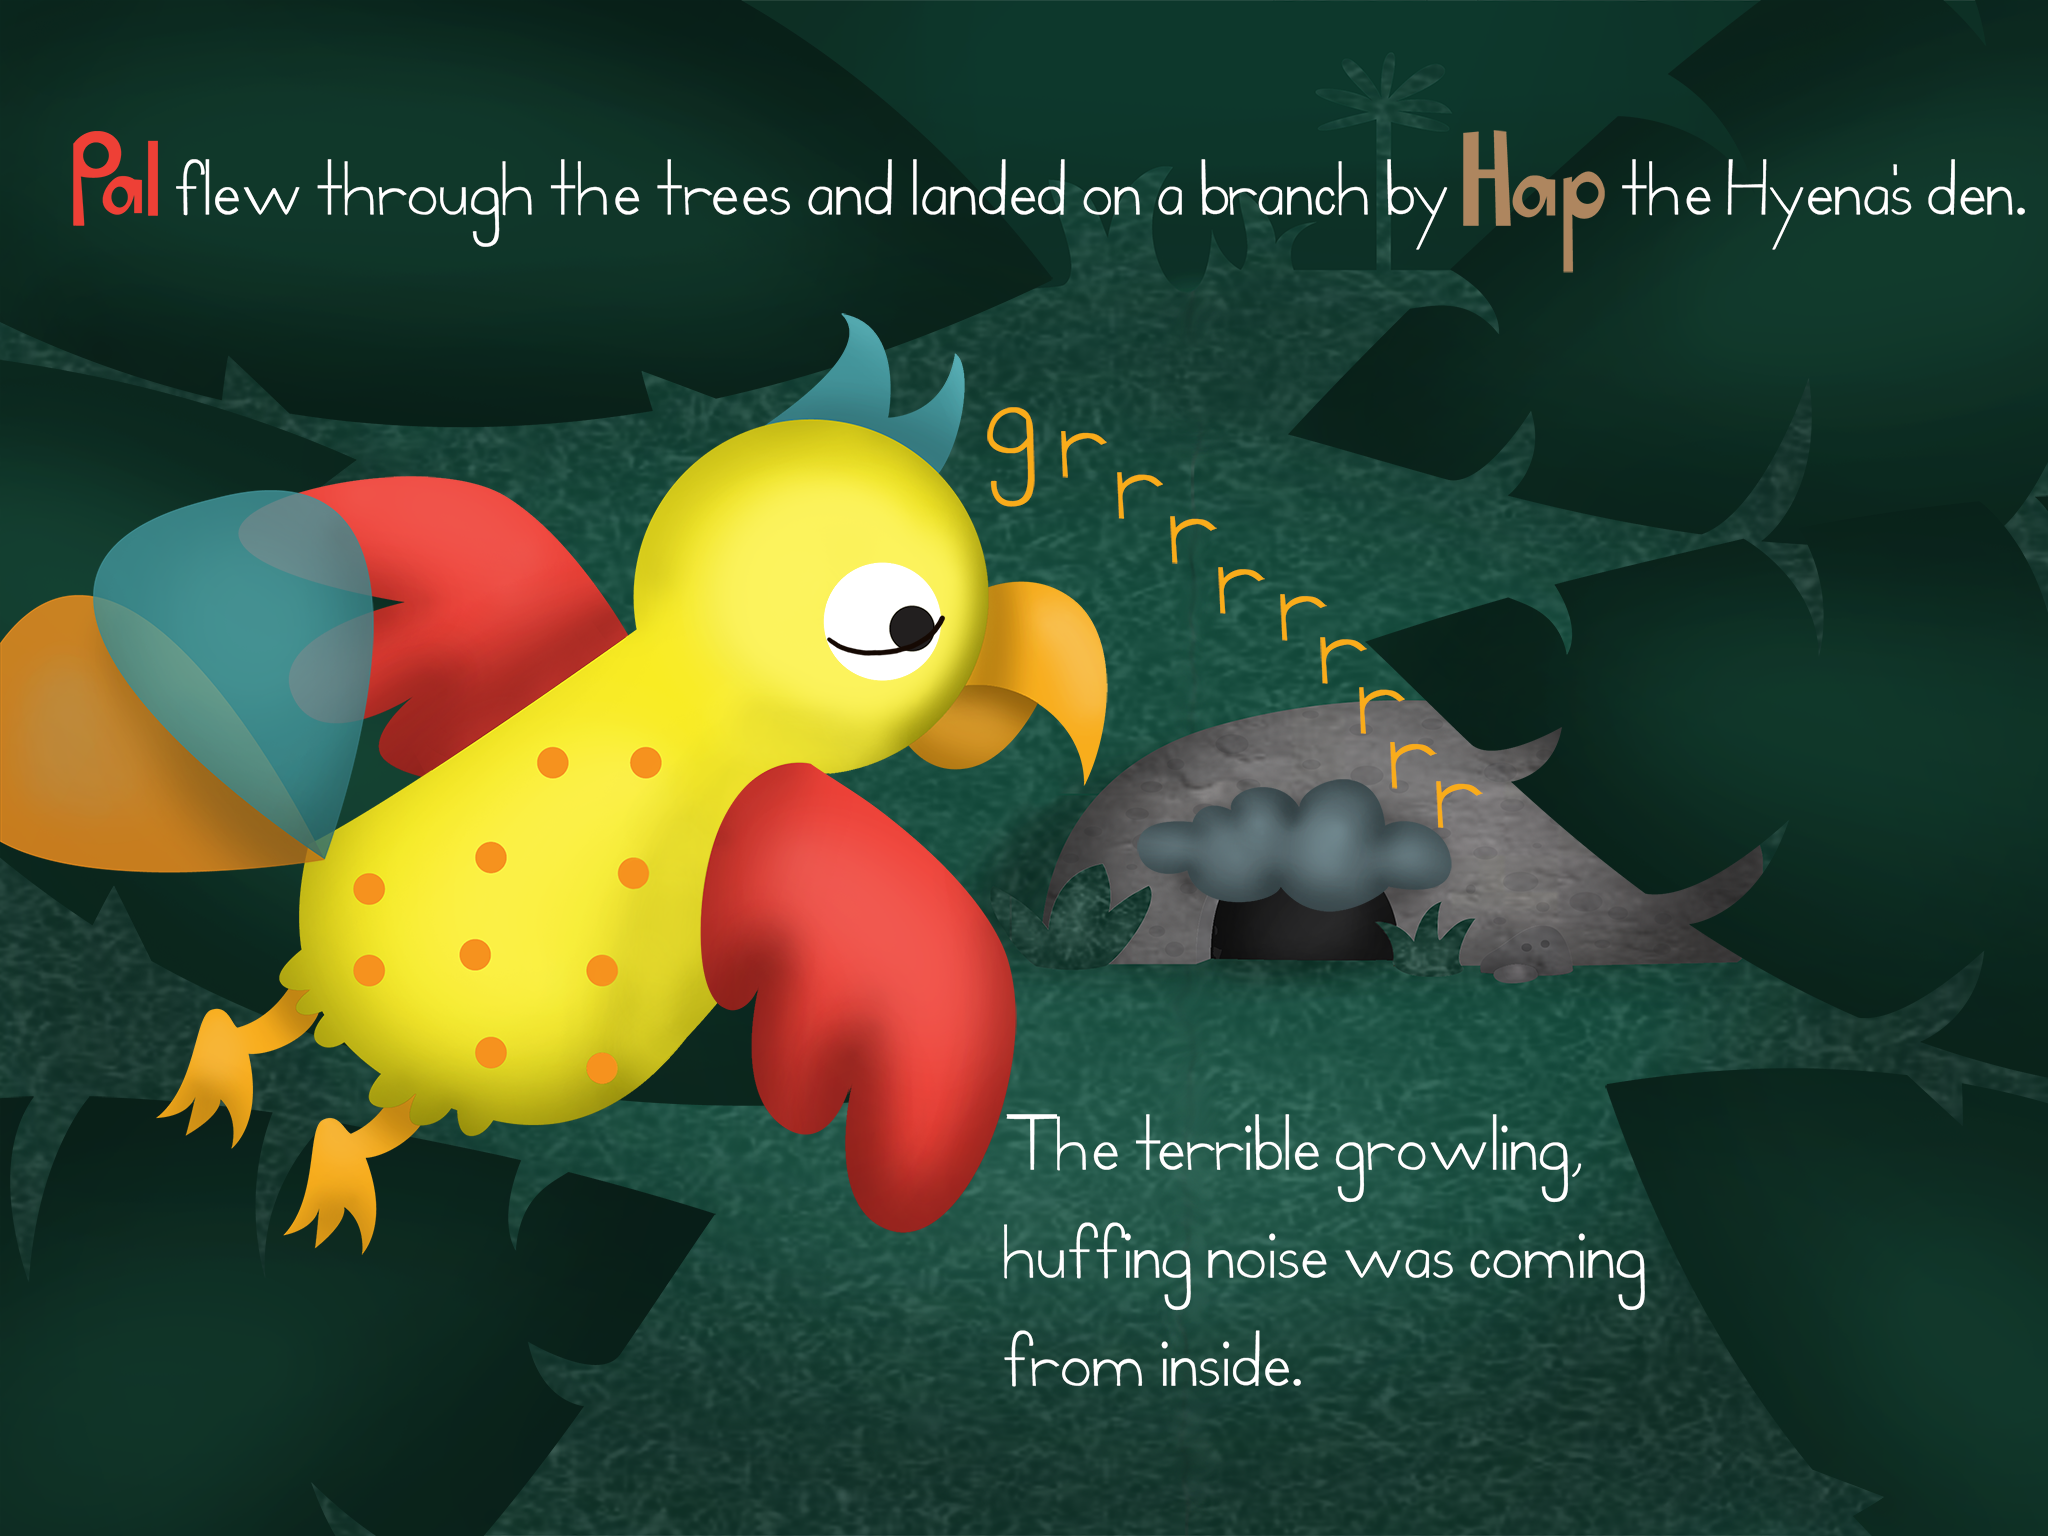 Pal flew through the trees and landed on a branch by Hap the Hyena's den.
grrrrrrrrr
The terrible growling,
huffing noise was coming
from inside.